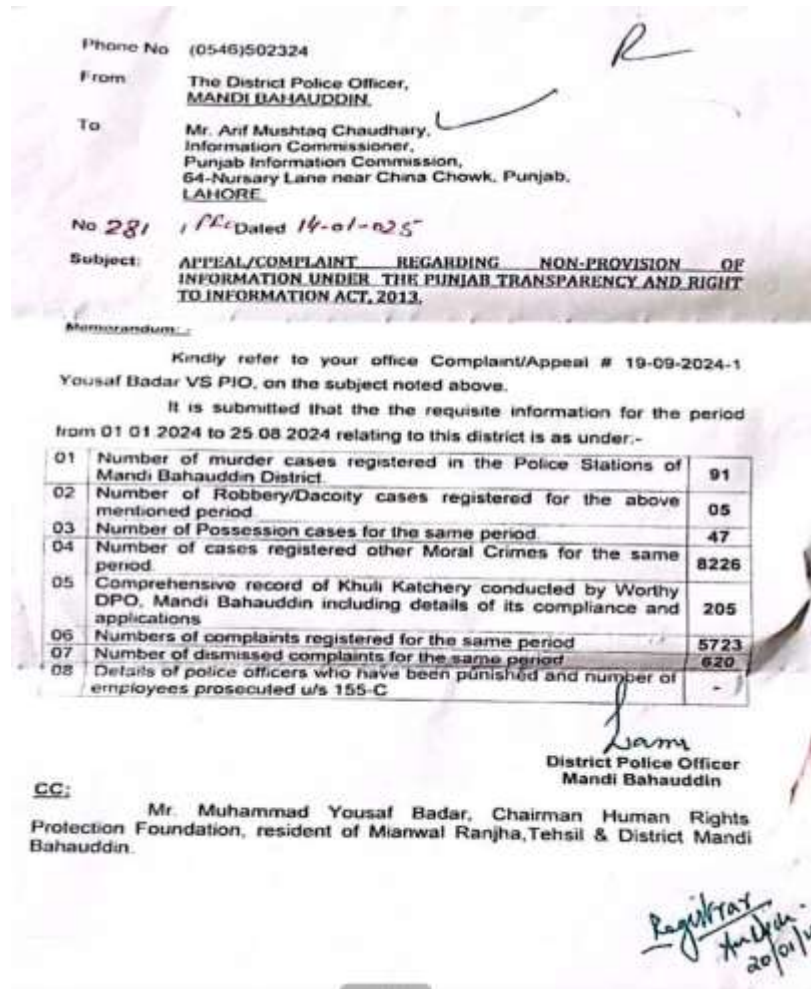 R
Phone No (0546)502324
From The District Police Officer,
MANDI BAHAUDDIN.
To Mr. Arif Mushtaq Chaudhary,
Information Commissioner,
Punjab Information Commission,
64-Nursary Lane near China Chowk, Punjab,
LAHORE
No 281 / Dated 14-01-025
Subject: APPEAL/COMPLAINT REGARDING NON-PROVISION OF
INFORMATION UNDER THE PUNJAB TRANSPARENCY AND RIGHT
TO INFORMATION ACT, 2013.
Memorandum: -
Kindly refer to your office Complaint/Appeal # 19-09-2024-1
Yousaf Badar VS PIO, on the subject noted above.
It is submitted that the the requisite information for the period
from 01 01 2024 to 25 08 2024 relating to this district is as under:-
01 Number of murder cases registered in the Police Stations of
Mandi Bahauddin District 91
02 Number of Robbery/Dacoity cases registered for the above
mentioned period 05
03 Number of Possession cases for the same period 47
04 Number of cases registered other Moral Crimes for the same
period. 8226
05 Comprehensive record of Khuli Katchery conducted by Worthy
DPO, Mandi Bahauddin including details of its compliance and
applications 205
06 Numbers of complaints registered for the same period 5723
07 Number of dismissed complaints for the same period 620
08 Details of police officers who have been punished and number of
employees prosecuted u/s 155-C -
District Police Officer
Mandi Bahauddin
CC:
Mr. Muhammad Yousaf Badar, Chairman Human Rights
Protection Foundation, resident of Mianwal Ranjha,Tehsil & District Mandi
Bahauddin.
Registrar
20/01/